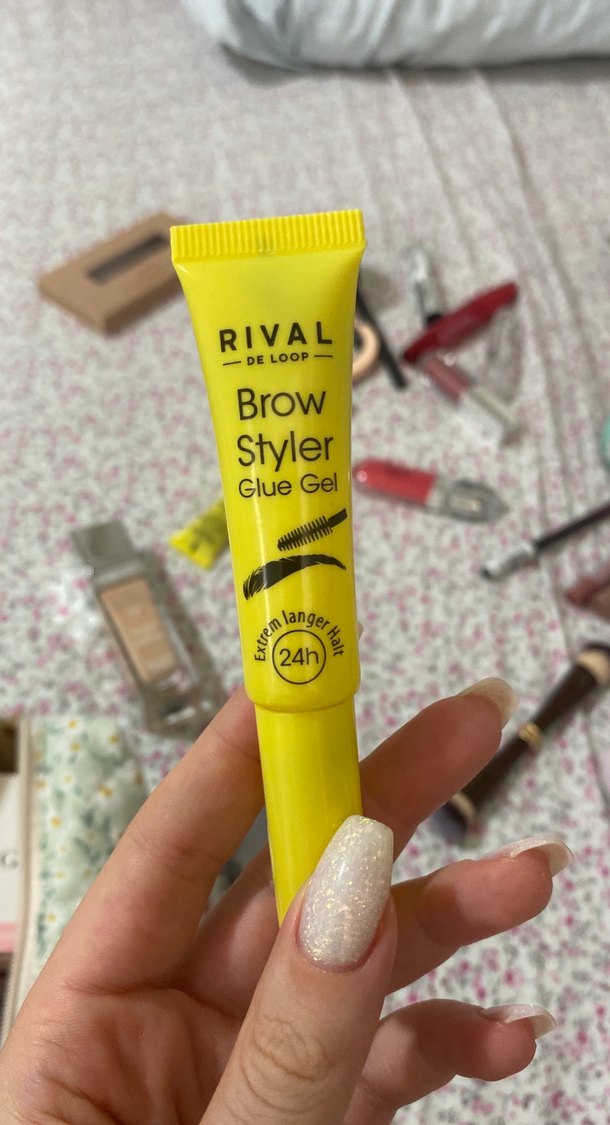 RIVAL
DE LOOP
Brow
Styler
Glue Gel
Extrem langer Halt
24h